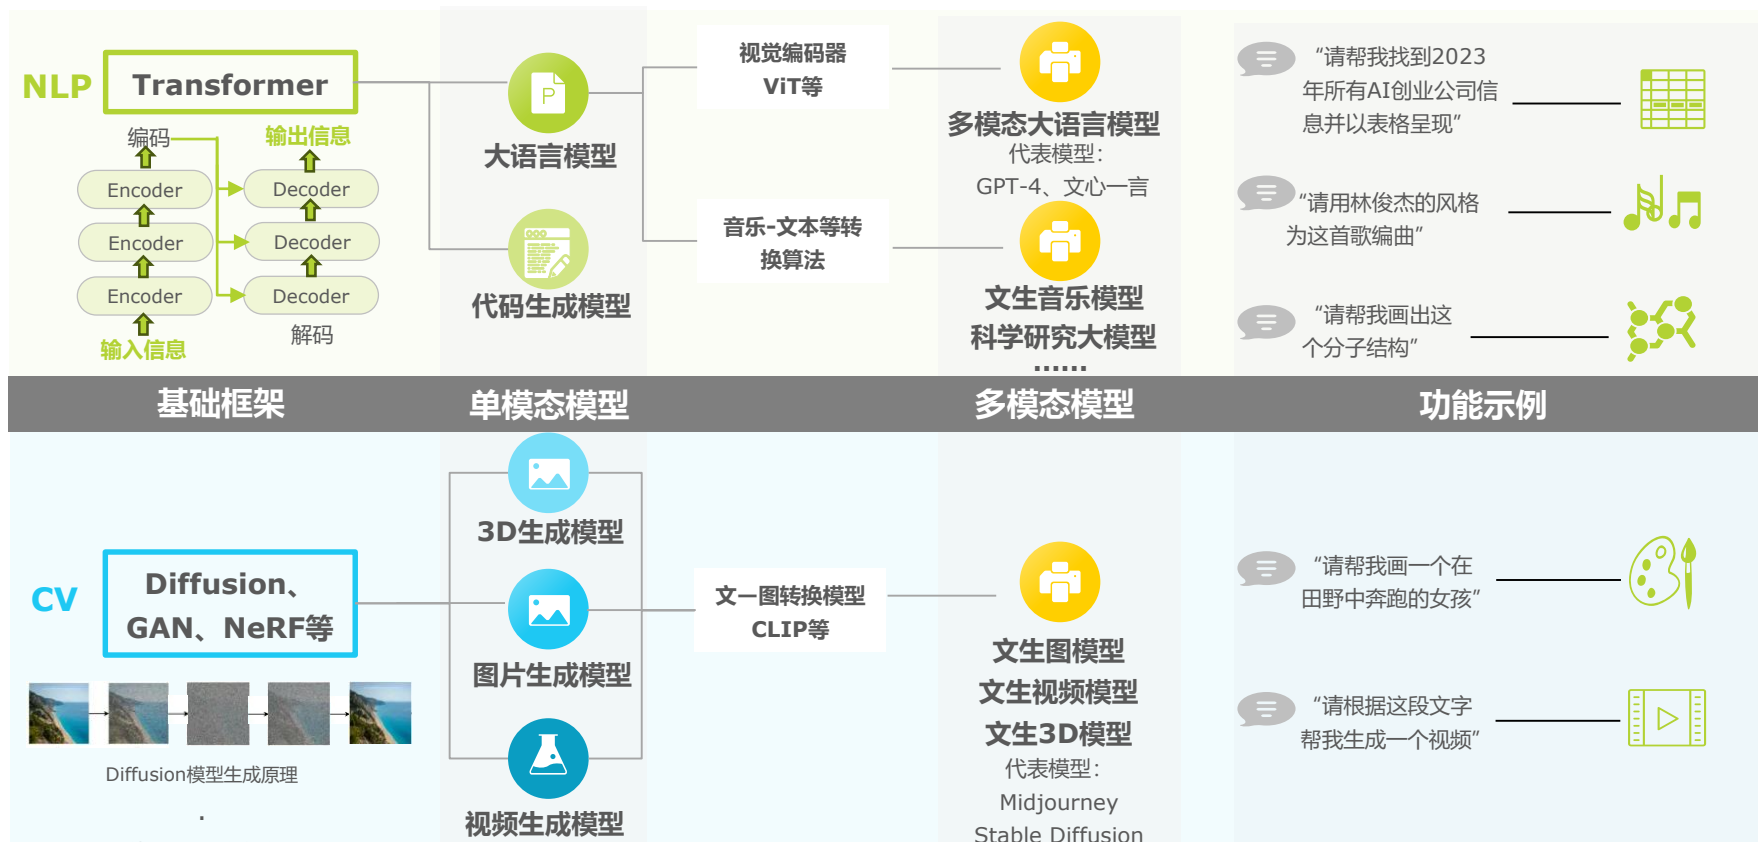 NLP
Transformer
编码
输出信息
Encoder
Decoder
Encoder
Decoder
Encoder
Decoder
输入信息
解码
大语言模型
代码生成模型
视觉编码器
ViT等
音乐-文本等转
换算法
多模态大语言模型
代表模型：
GPT-4、文心一言
文生音乐模型
科学研究大模型
......
“请帮我找到2023
年所有AI创业公司信
息并以表格呈现”
“请用林俊杰的风格
为这首歌编曲”
“请帮我画出这
个分子结构”
基础框架
单模态模型
多模态模型
功能示例
CV
Diffusion、
GAN、NeRF等
Diffusion模型生成原理
.
3D生成模型
图片生成模型
视频生成模型
文一图转换模型
CLIP等
文生图模型
文生视频模型
文生3D模型
代表模型：
Midjourney
Stable Diffusion
“请帮我画一个在
田野中奔跑的女孩”
“请根据这段文字
帮我生成一个视频”